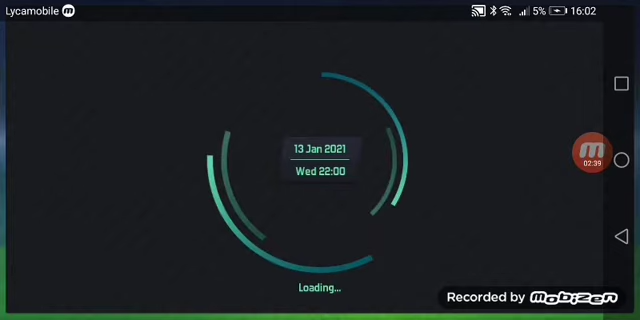 Lycamobile m
5% 16:02
13 Jan 2021
Wed 22:00
02:39
Loading...
Recorded by mobizen